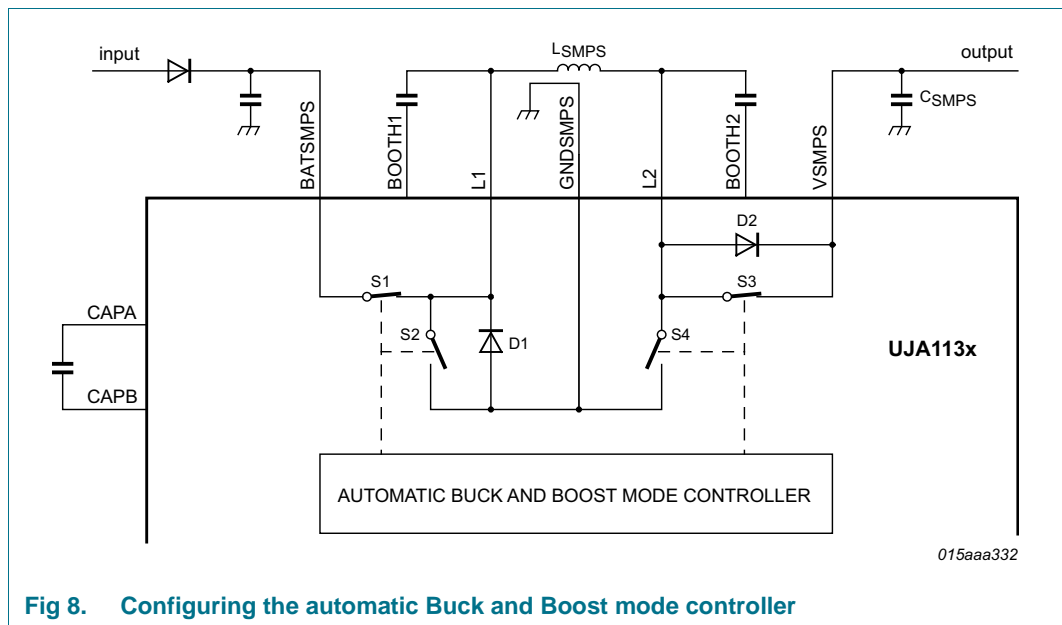 input
LSMPS
output
CSMPS
BATSMPS
BOOTH1
L1
GNDSMPS
L2
BOOTH2
VSMPS
D2
S1
S3
CAPA
S2
D1
S4
UJA113x
CAPB
AUTOMATIC BUCK AND BOOST MODE CONTROLLER
015aaa332
Fig 8. Configuring the automatic Buck and Boost mode controller